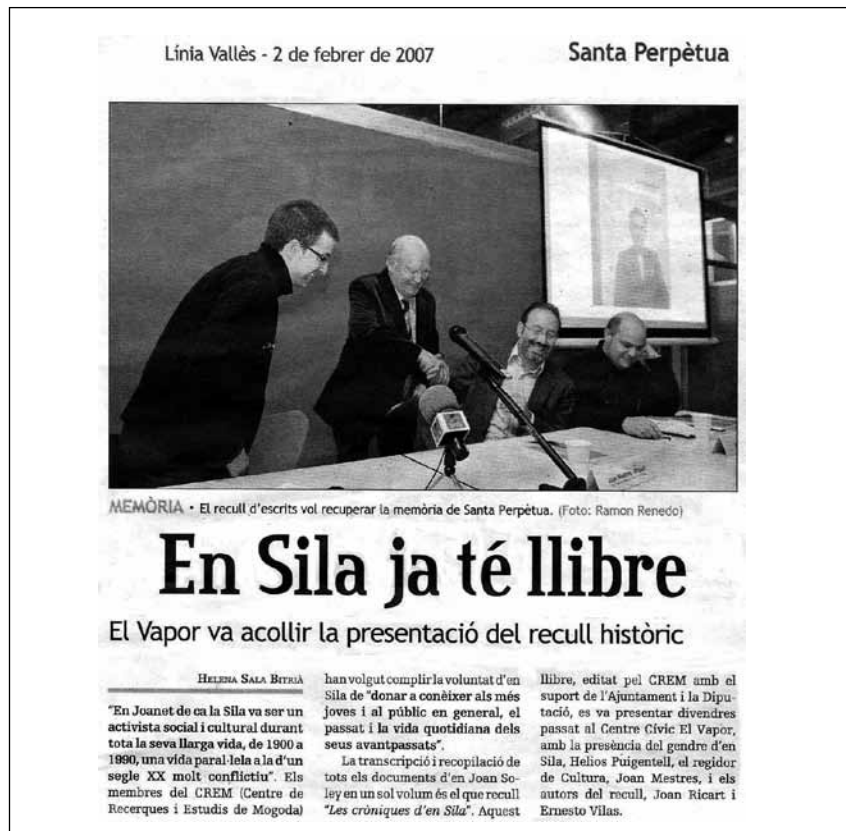 Línia Vallès - 2 de febrer de 2007
Santa Perpètua
MEMÒRIA • El recull d'escrits vol recuperar la memòria de Santa Perpètua. (Foto: Ramon Renedo)
En Sila ja té llibre
El Vapor va acollir la presentació del recull històric
HELENA SALA BITRIÀ
"En Joanet de ca la Sila va ser un
activista social i cultural durant
tota la seva llarga vida, de 1900 a
1990, una vida paral·lela a la d'un
segle XX molt conflictiu". Els
membres del CREM (Centre de
Recerques i Estudis de Mogoda)
han volgut complir la voluntat d'en
Sila de "donar a conèixer als més
joves i al públic en general, el
passat i la vida quotidiana dels
seus avantpassats".
La transcripció i recopilació de
tots els documents d'en Joan So-
ley en un sol volum és el que recull
"Les cròniques d'en Sila". Aquest
llibre, editat pel CREM amb el
suport de l'Ajuntament i la Dipu-
tació, es va presentar divendres
passat al Centre Cívic El Vapor,
amb la presència del gendre d'en
Sila, Helios Puigentell, el regidor
de Cultura, Joan Mestres, i els
autors del recull, Joan Ricart i
Ernesto Vilas.